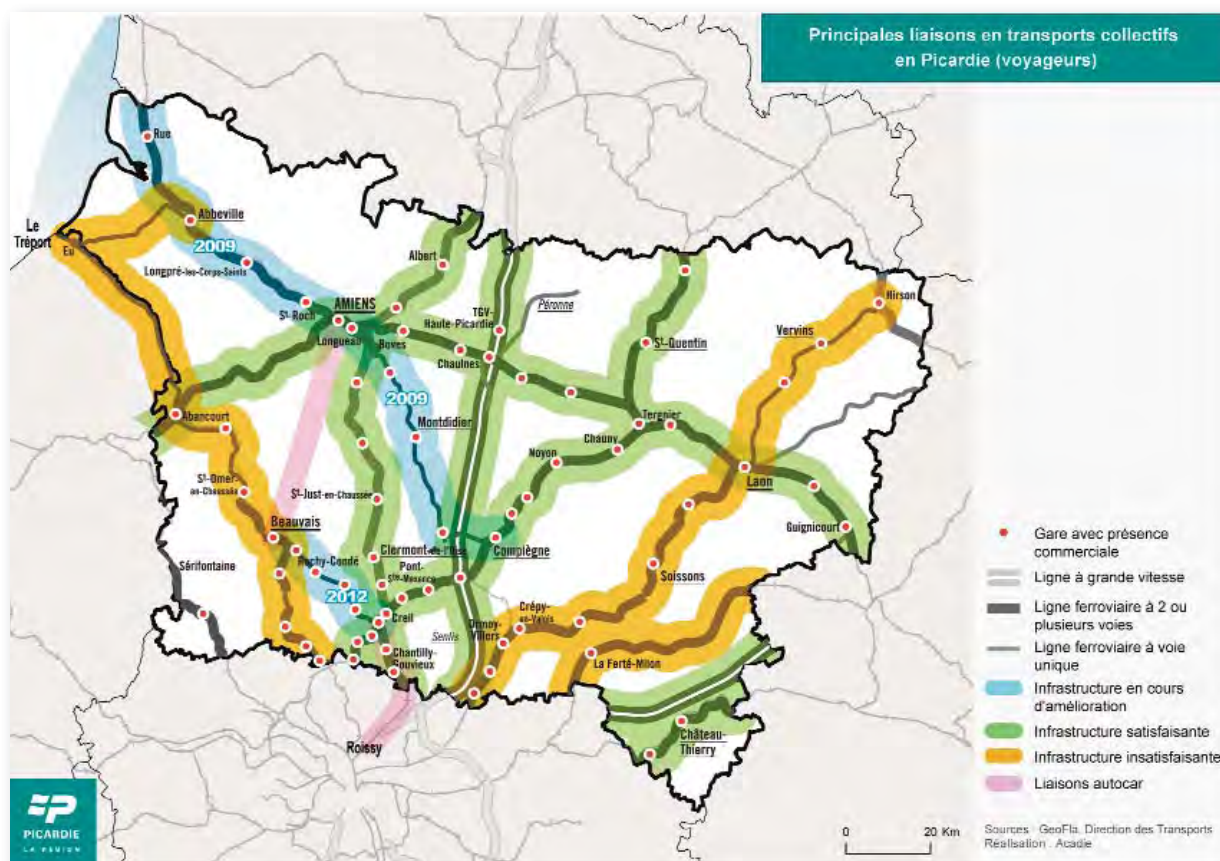 Principales liaisons en transports collectifs
en Picardie (voyageurs)
Rue
Abbeville
Le
Tréport
Eu
2009
Longpré-les-Corps-Saints
Albert
St-Roch
AMIENS
Longueau
Boves
TGV-
Haute-Picardie
Péronne
Chaulnes
St-Quentin
Vervins
Hirson
Abancourt
2009
Montdidier
Tergnier
Chauny
Noyon
Laon
St-Omer-
en-Chaussée
St-Just-en-Chaussée
Guignicourt
Beauvais
Clermont-de-l'Oise
Compiègne
Rochy-Condé
Pont-
Ste-Maxence
Soissons
Sérifontaine
2012
Creil
Crépy-
en-Valois
Ormoy-
Villers
Senlis
Chantilly-
Gouvieux
La Ferté-Milon
Roissy
Château-
Thierry
Gare avec présence
commerciale
Ligne à grande vitesse
Ligne ferroviaire à 2 ou
plusieurs voies
Ligne ferroviaire à voie
unique
Infrastructure en cours
d'amélioration
Infrastructure satisfaisante
Infrastructure insatisfaisante
Liaisons autocar
PICARDIE
LA RÉGION
0 20 Km
Sources : GeoFla, Direction des Transports
Réalisation : Acadie